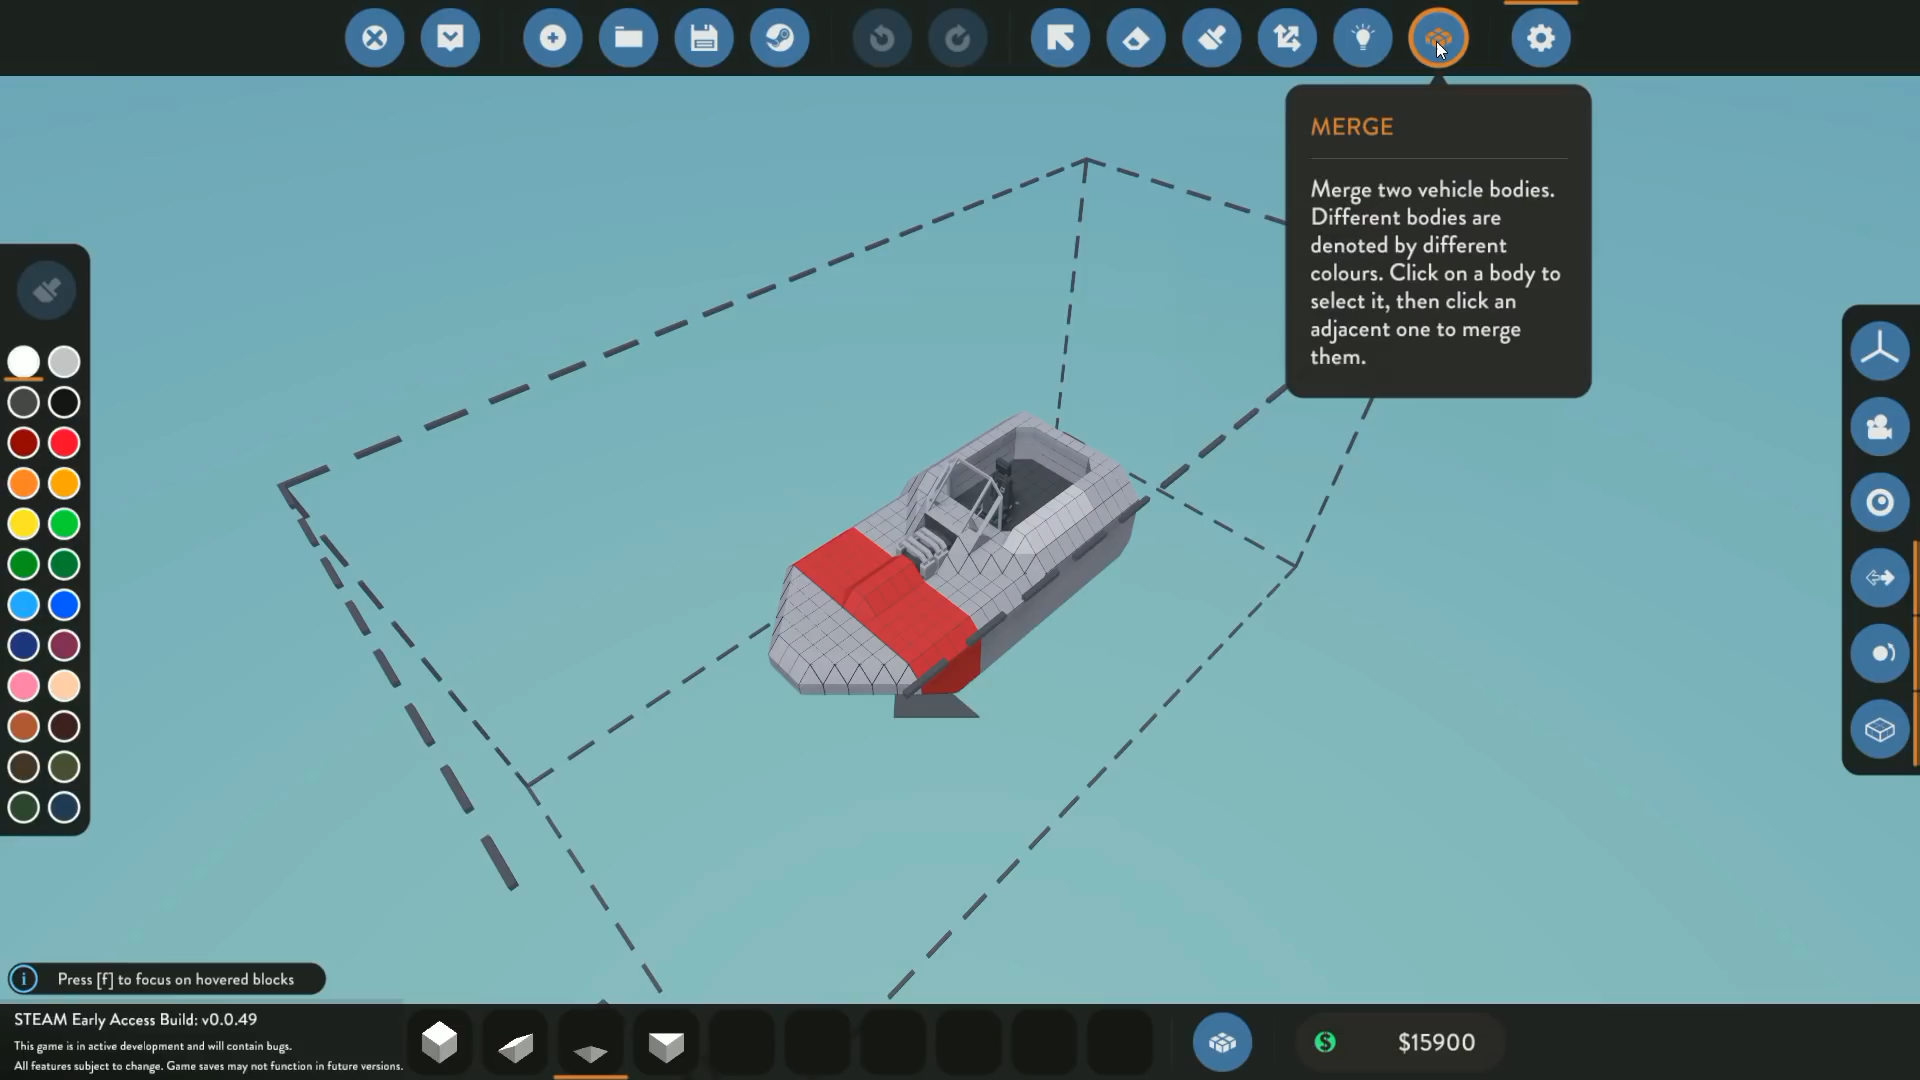 MERGE
Merge two vehicle bodies.
Different bodies are
denoted by different
colours. Click on a body to
select it, then click an
adjacent one to merge
them.
Press [f] to focus on hovered blocks
STEAM Early Access Build: v0.0.49
This game is in active development and will contain bugs.
All features subject to change. Game saves may not function in future versions.
$15900